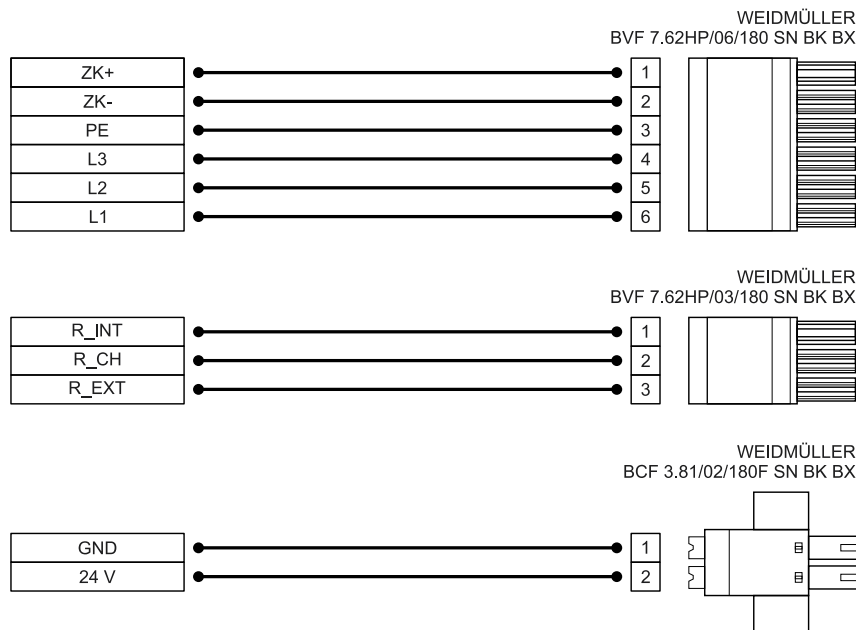 WEIDMÜLLER
BVF 7.62HP/06/180 SN BK BX
ZK+ 1
ZK- 2
PE 3
L3 4
L2 5
L1 6
WEIDMÜLLER
BVF 7.62HP/03/180 SN BK BX
R_INT 1
R_CH 2
R_EXT 3
WEIDMÜLLER
BCF 3.81/02/180F SN BK BX
GND 1
24 V 2